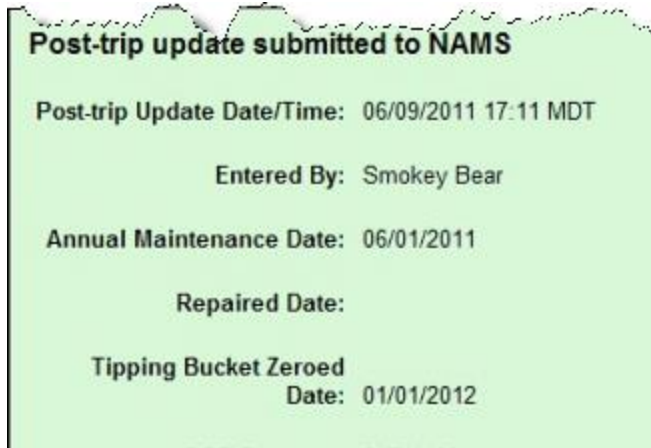 Post-trip update submitted to NAMS
Post-trip Update Date/Time: 06/09/2011 17:11 MDT
Entered By: Smokey Bear
Annual Maintenance Date: 06/01/2011
Repaired Date:
Tipping Bucket Zeroed
Date: 01/01/2012